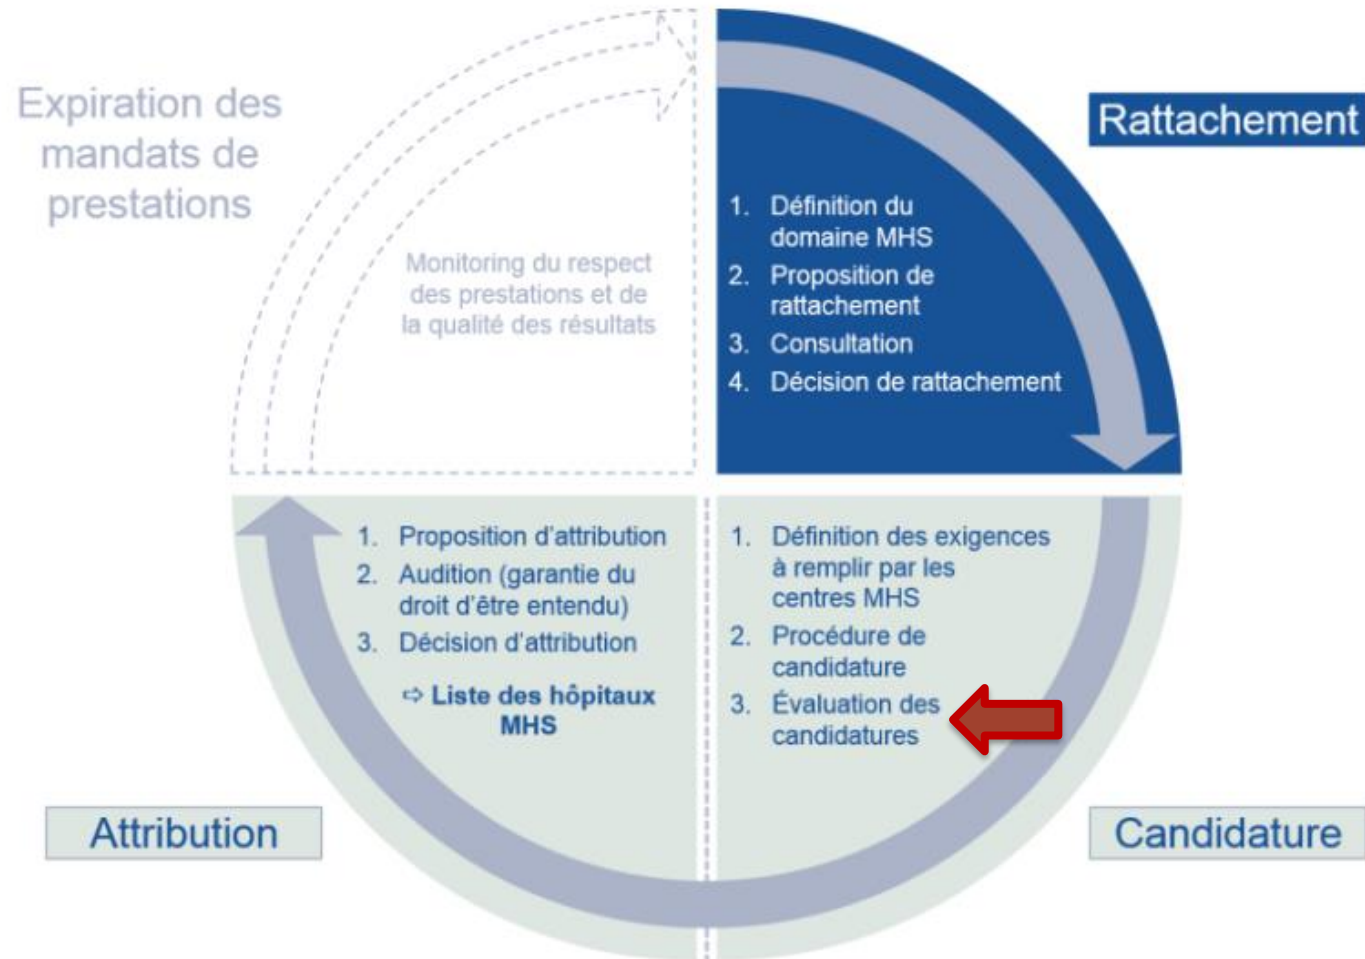 Expiration des
mandats de
prestations
Monitoring du respect
des prestations et de
la qualité des résultats
Rattachement
1. Définition du
domaine MHS
2. Proposition de
rattachement
3. Consultation
4. Décision de rattachement
1. Proposition d'attribution
2. Audition (garantie du
droit d'être entendu)
3. Décision d'attribution
⇨ Liste des hôpitaux
MHS
Attribution
1. Définition des exigences
à remplir par les
centres MHS
2. Procédure de
candidature
3. Évaluation des
candidatures
Candidature